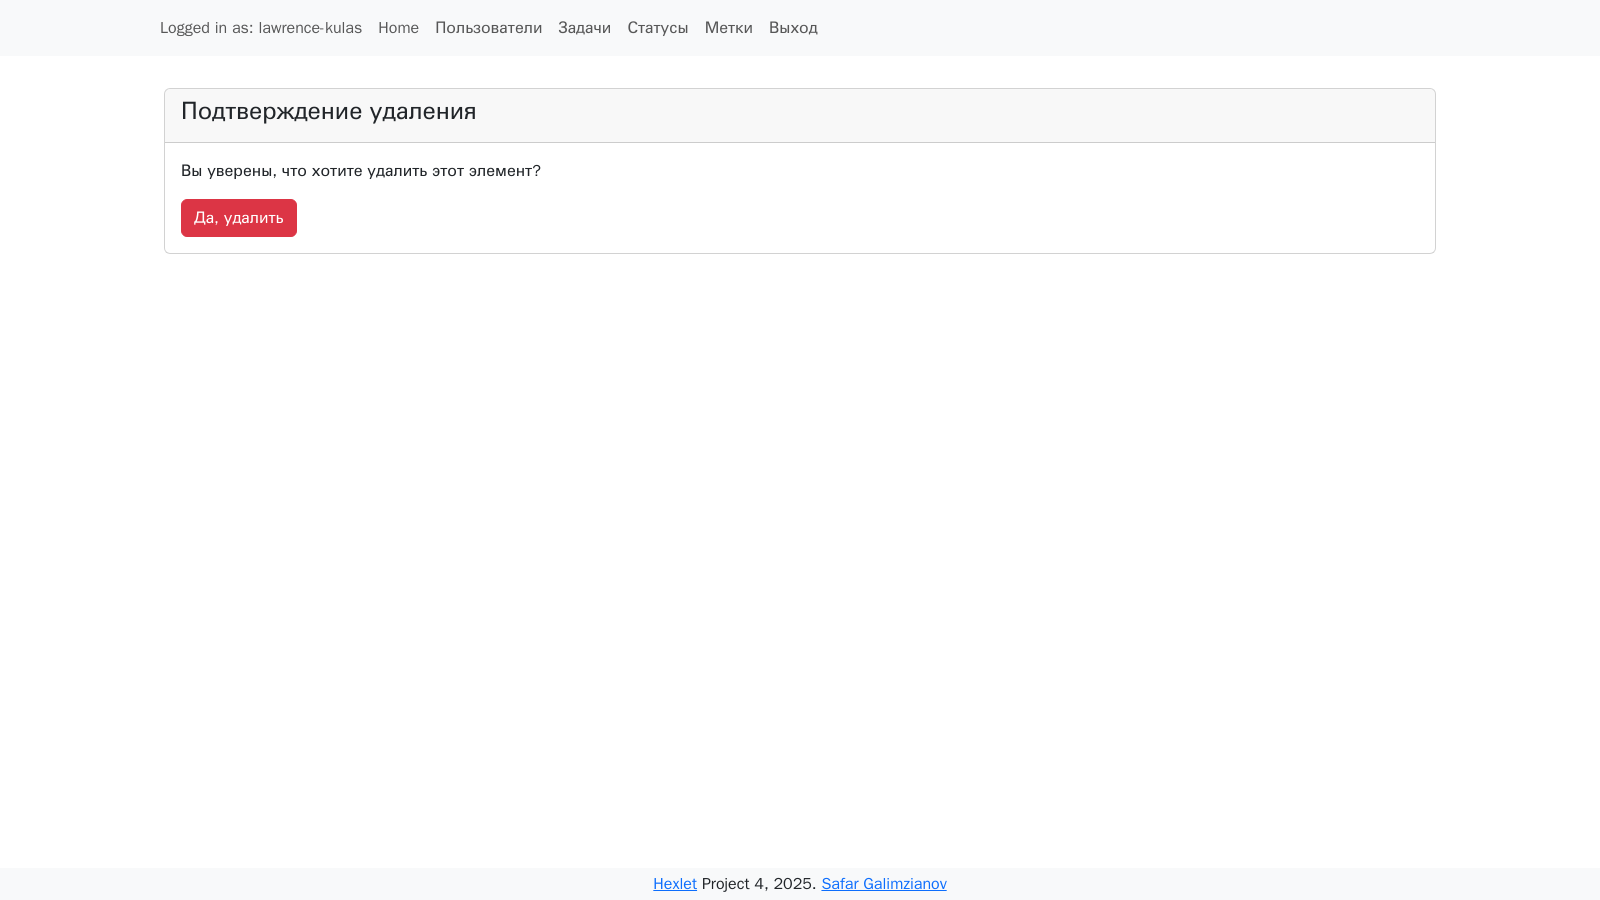 Logged in as: lawrence-kulas Home Пользователи Задачи Статусы Метки Выход
Подтверждение удаления
Вы уверены, что хотите удалить этот элемент?
Да, удалить
Hexlet Project 4, 2025. Safar Galimzianov